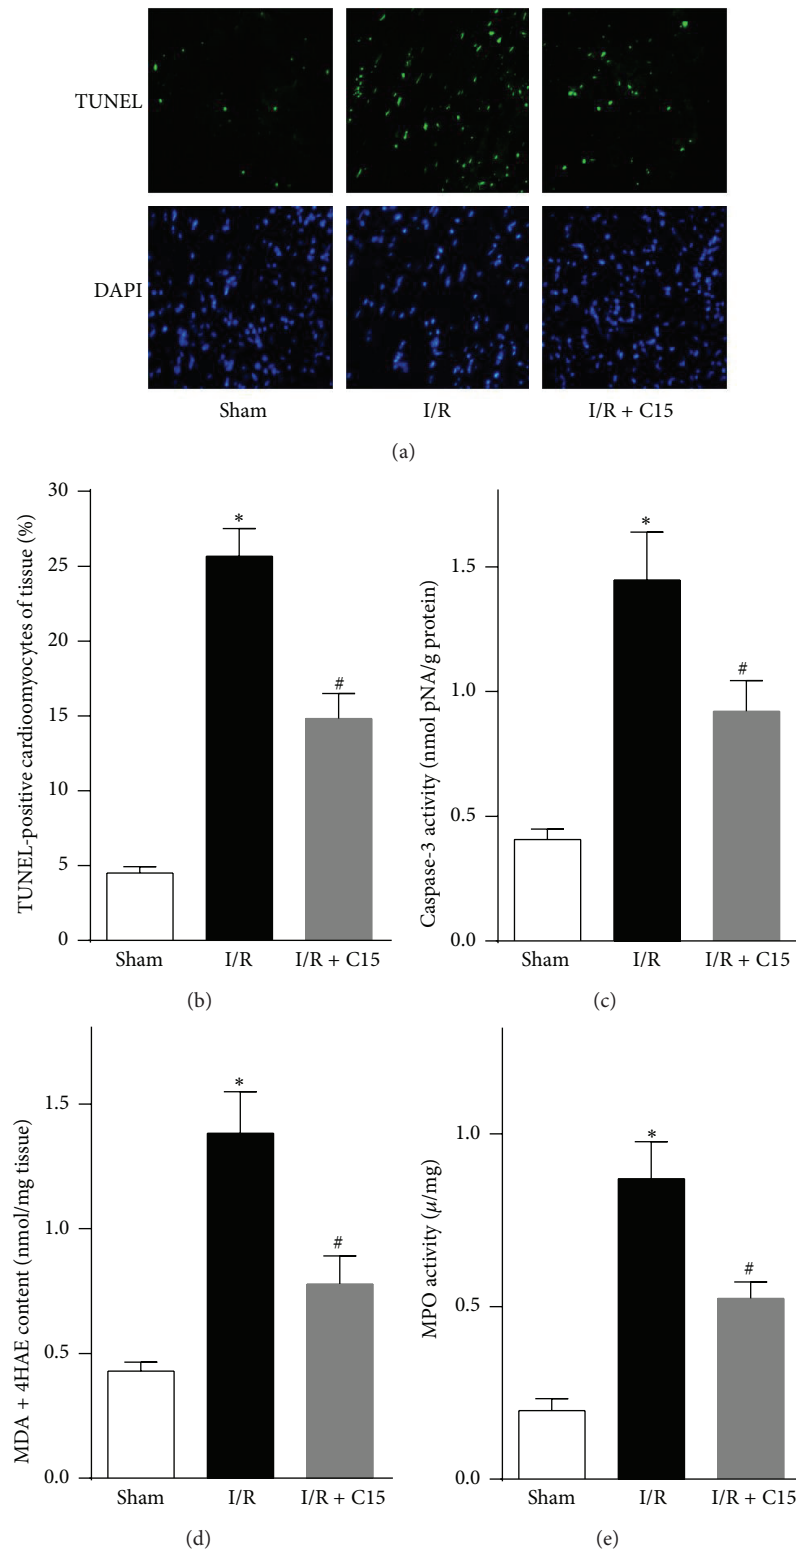 TUNEL
DAPI
Sham I/R I/R + C15
(a)
TUNEL-positive cardioomyocytes of tissue (%)
30
25
20
15
10
5
0
*
#
Sham I/R I/R + C15
(b)
Caspase-3 activity (nmol pNA/g protein)
1.5
1.0
0.5
0.0
*
#
Sham I/R I/R + C15
(c)
MDA + 4HAE content (nmol/mg tissue)
1.5
1.0
0.5
0.0
*
#
Sham I/R I/R + C15
(d)
MPO activity (μ/mg)
1.0
0.5
0.0
*
#
Sham I/R I/R + C15
(e)